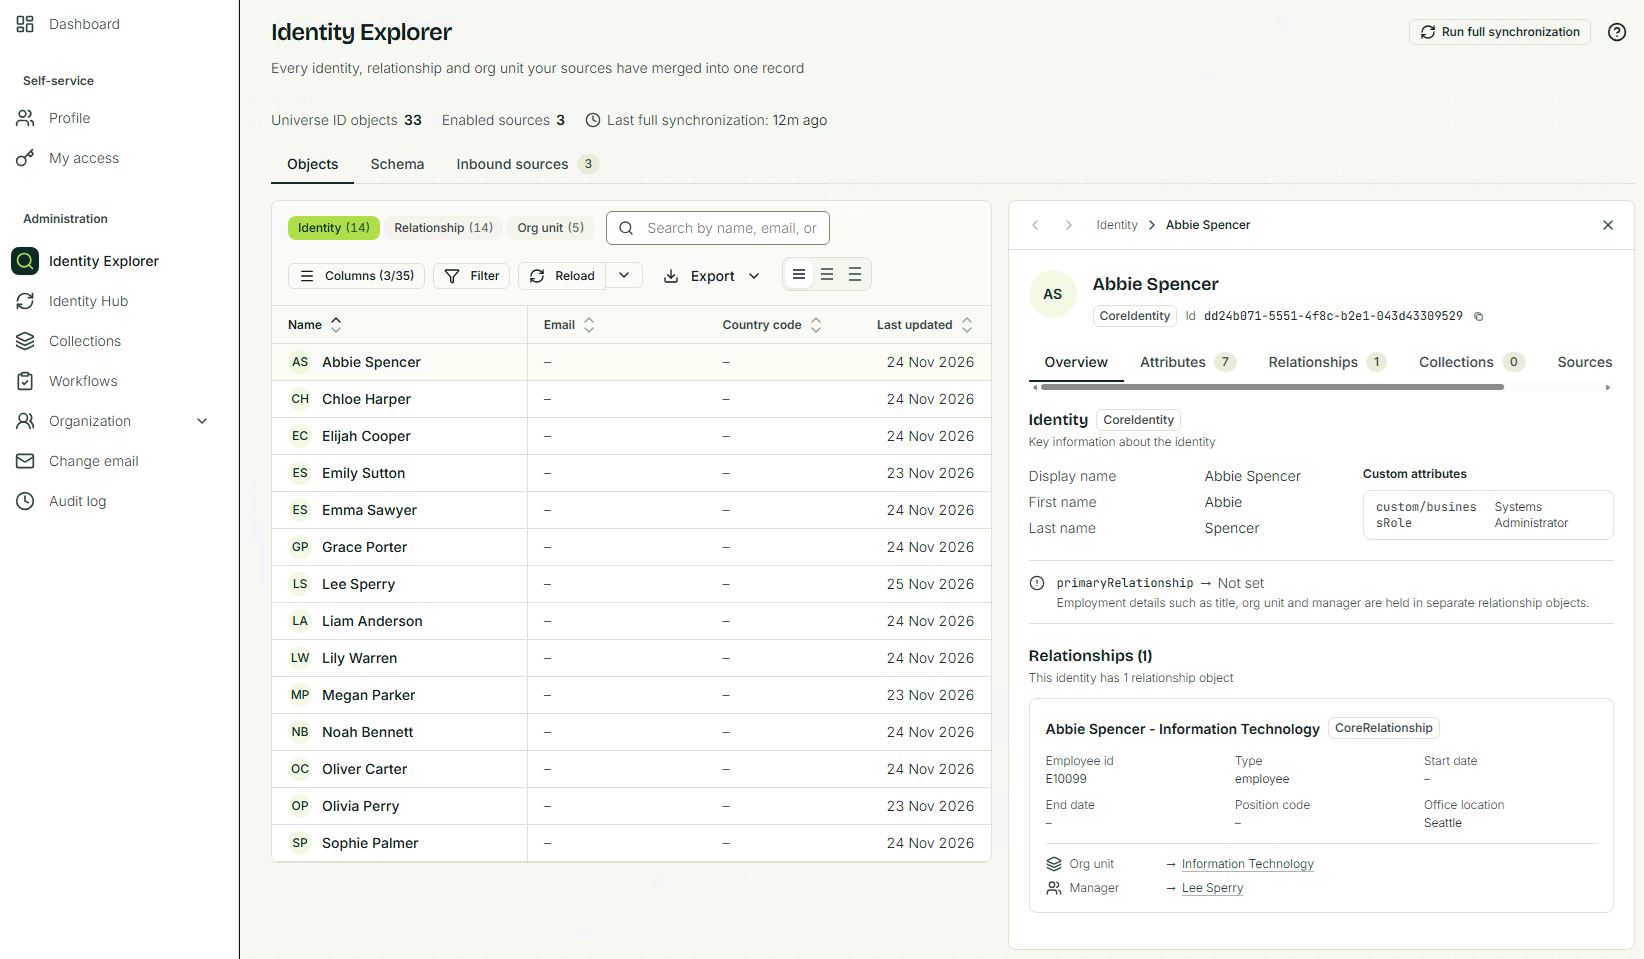 Dashboard
Self-service
Profile
My access
Administration
Identity Explorer
Identity Hub
Collections
Workflows
Organization
Change email
Audit log
Identity Explorer
Run full synchronization
Every identity, relationship and org unit your sources have merged into one record
Universe ID objects 33 Enabled sources 3 Last full synchronization: 12m ago
Objects Schema Inbound sources 3
Identity (14) Relationship (14) Org unit (5) Search by name, email, or
Columns (3/35) Filter Reload Export
Name Email Country code Last updated
AS Abbie Spencer – – 24 Nov 2026
CH Chloe Harper – – 24 Nov 2026
EC Elijah Cooper – – 24 Nov 2026
ES Emily Sutton – – 23 Nov 2026
ES Emma Sawyer – – 24 Nov 2026
GP Grace Porter – – 24 Nov 2026
LS Lee Sperry – – 25 Nov 2026
LA Liam Anderson – – 24 Nov 2026
LW Lily Warren – – 24 Nov 2026
MP Megan Parker – – 23 Nov 2026
NB Noah Bennett – – 24 Nov 2026
OC Oliver Carter – – 24 Nov 2026
OP Olivia Perry – – 23 Nov 2026
SP Sophie Palmer – – 24 Nov 2026
Identity Abbie Spencer
AS
Abbie Spencer
CoreIdentity Id dd24b071-5551-4f8c-b2e1-043d43309529
Overview Attributes 7 Relationships 1 Collections 0 Sources
Identity CoreIdentity
Key information about the identity
Display name Abbie Spencer
First name Abbie
Last name Spencer
Custom attributes
custom/busines
sRole
Systems
Administrator
primaryRelationship → Not set
Employment details such as title, org unit and manager are held in separate relationship objects.
Relationships (1)
This identity has 1 relationship object
Abbie Spencer - Information Technology CoreRelationship
Employee id Type Start date
E10099 employee –
End date Position code Office location
– – Seattle
Org unit → Information Technology
Manager → Lee Sperry